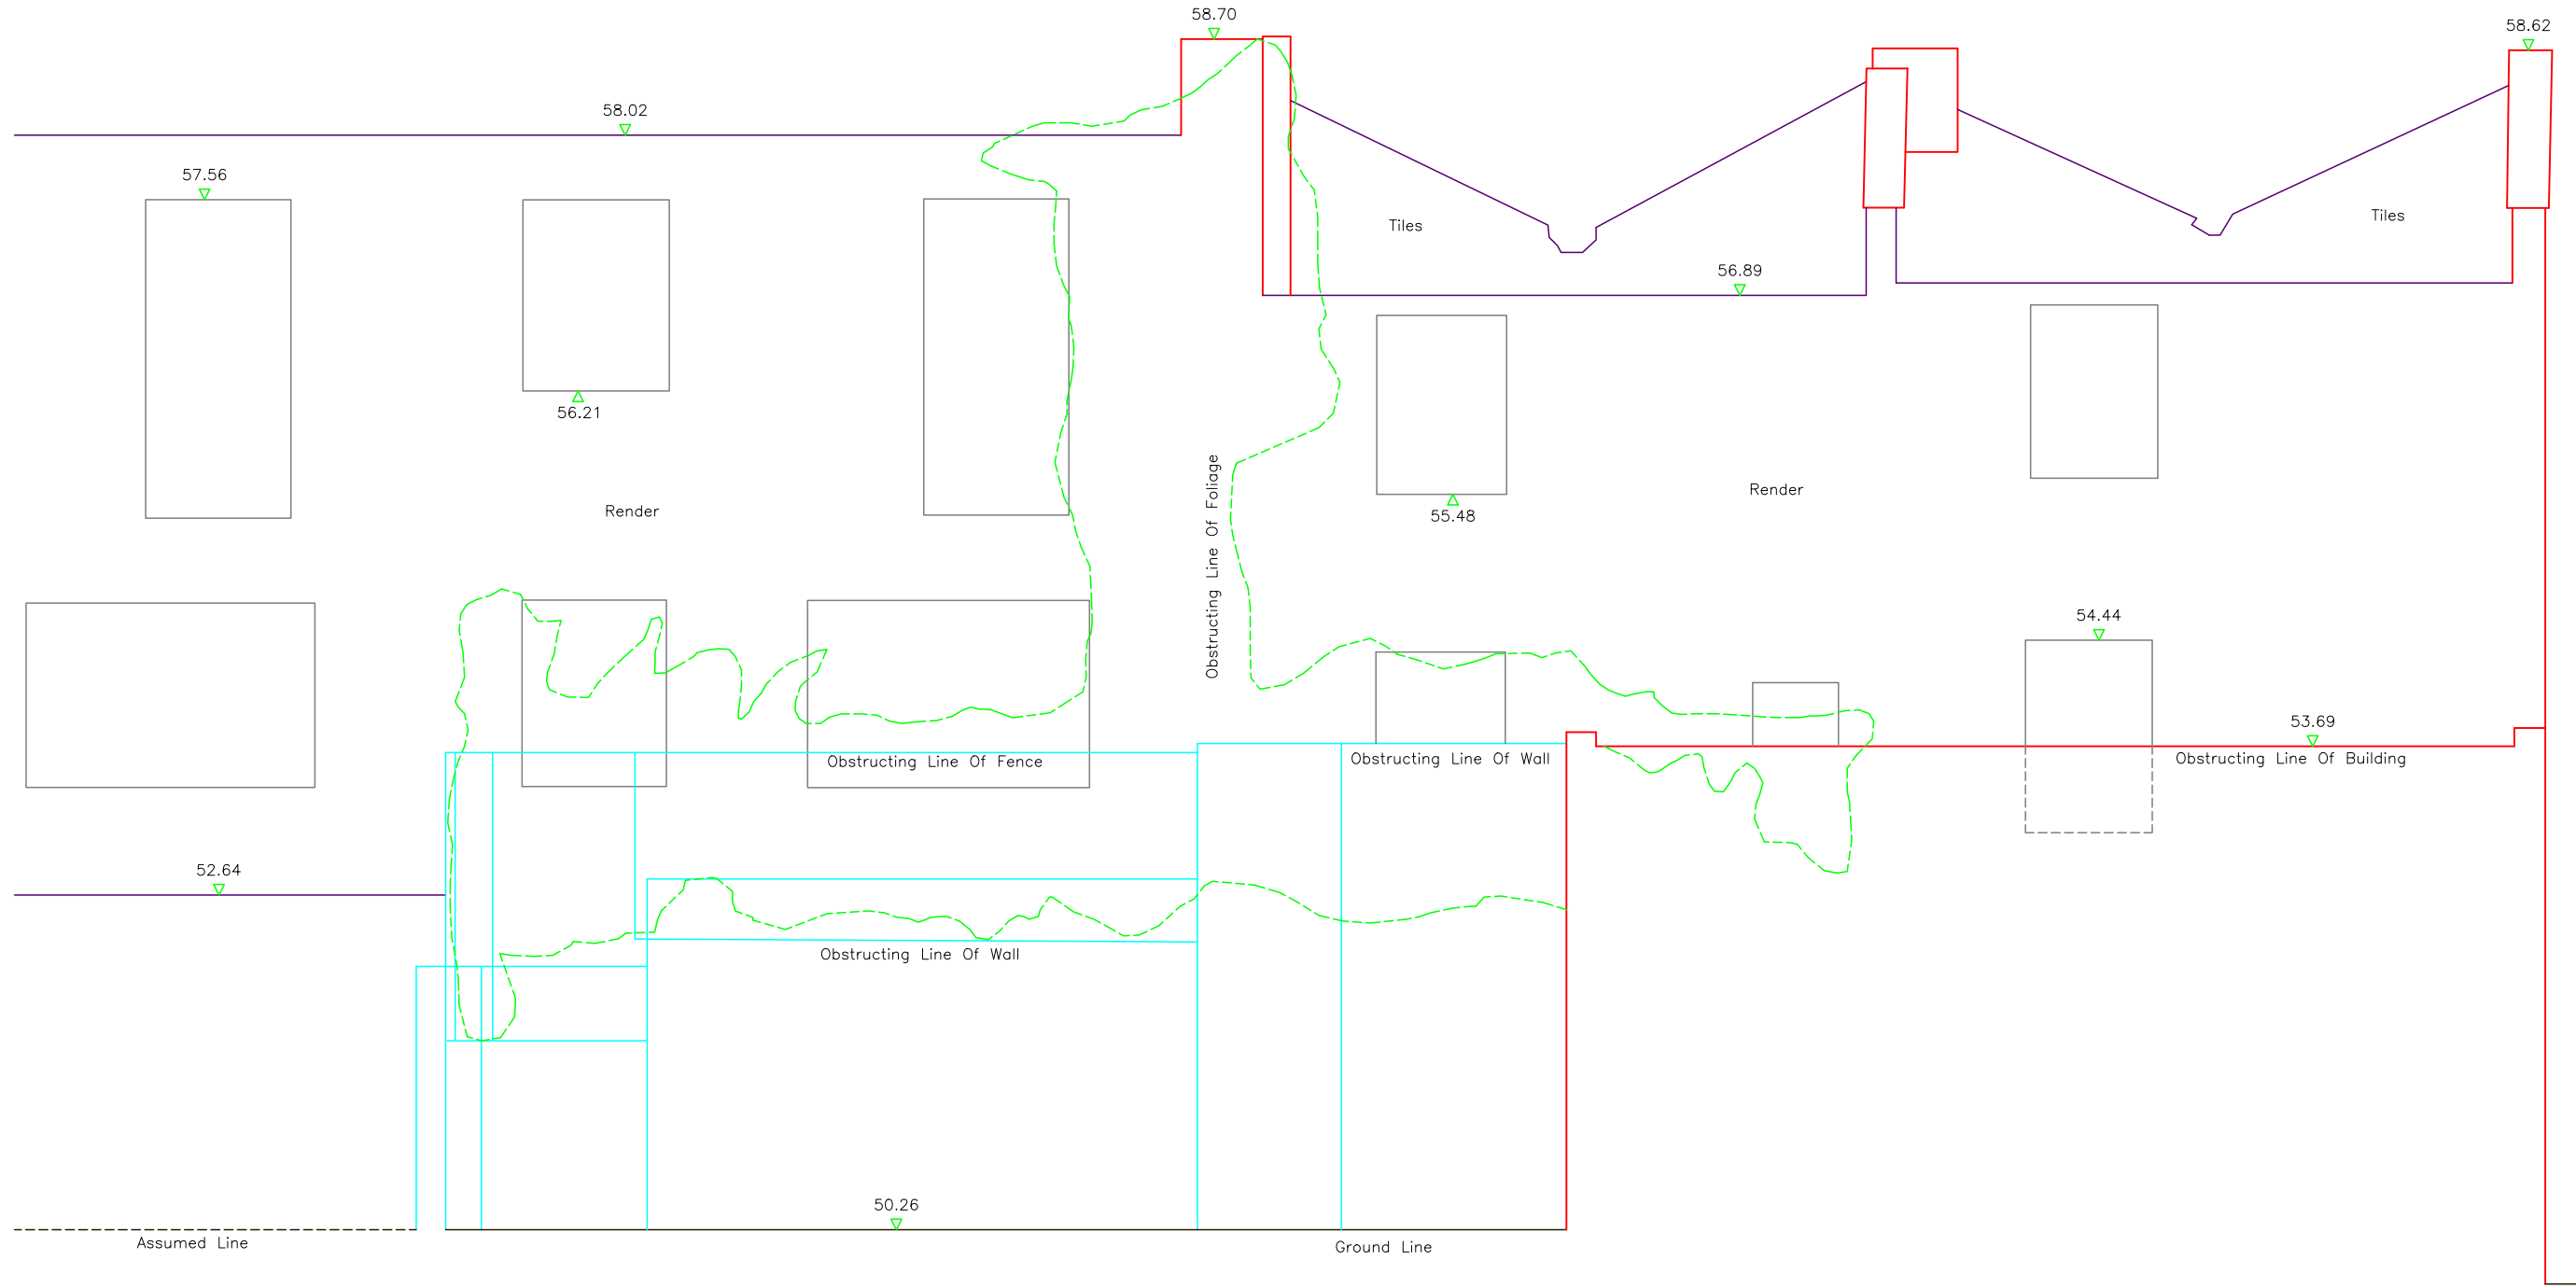 58.70
58.62
58.02
57.56
Tiles
Tiles
56.89
56.21
Obstructing Line Of Foliage
Render
Render
55.48
54.44
53.69
Obstructing Line Of Fence
Obstructing Line Of Wall
Obstructing Line Of Building
52.64
Obstructing Line Of Wall
50.26
Assumed Line
Ground Line